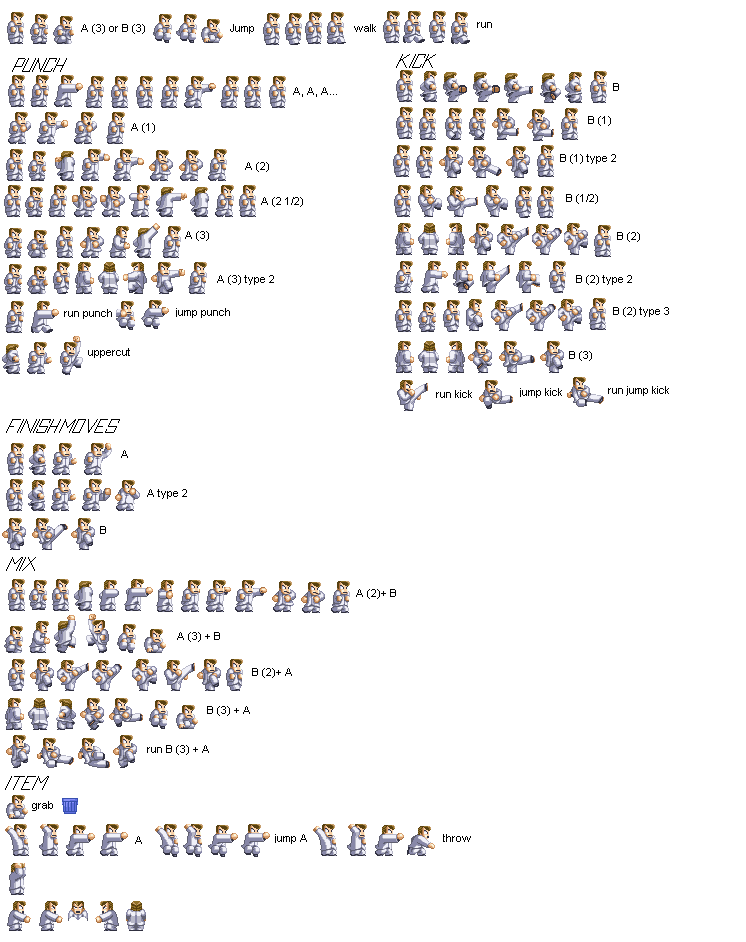 A (3) or B (3) Jump walk run
PUNCH
A, A, A...
A (1)
A (2)
A (2 1/2)
A (3)
A (3) type 2
run punch jump punch
uppercut
KICK
B
B (1)
B (1) type 2
B (1/2)
B (2)
B (2) type 2
B (2) type 3
B (3)
run kick jump kick run jump kick
FINISHMOVES
A
A type 2
B
MIX
A (2)+ B
A (3) + B
B (2)+ A
B (3) + A
run B (3) + A
ITEM
grab
A jump A throw